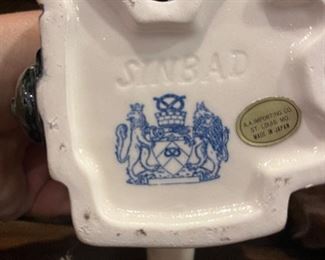 SINBAD
A.A. IMPORTING CO.
ST. LOUIS MO.
MADE IN JAPAN